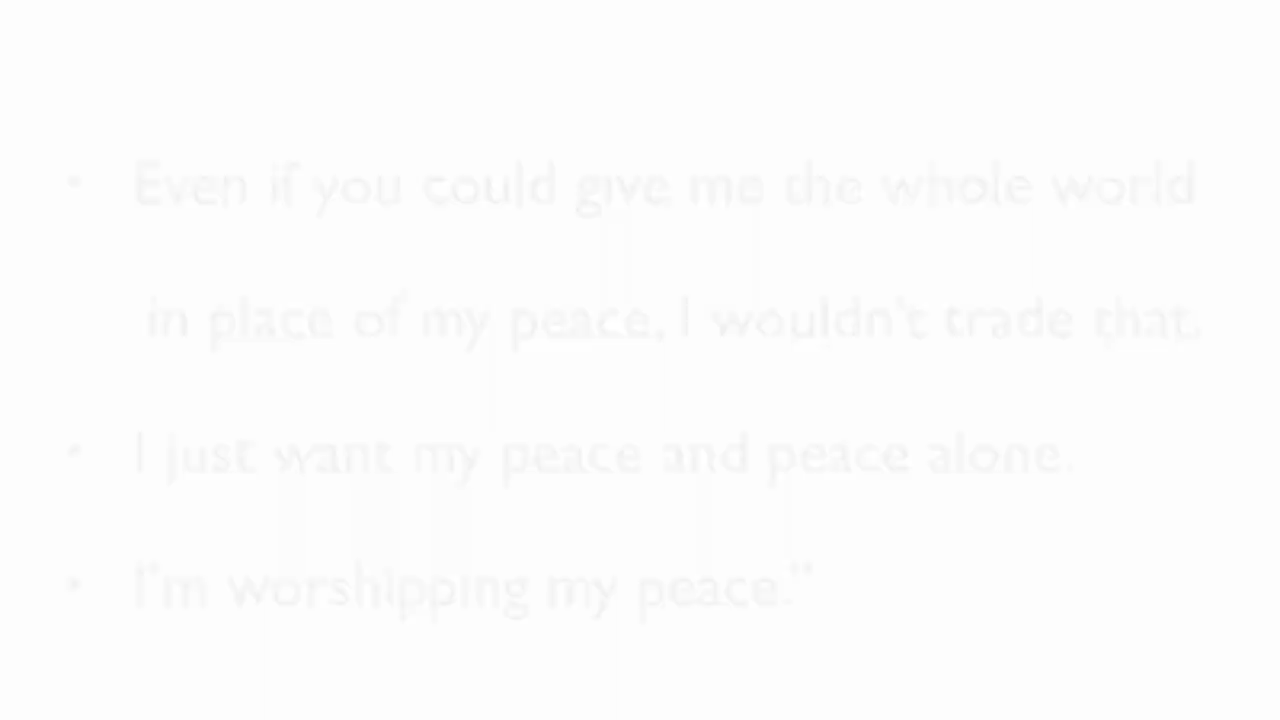 • Even if you could give me the whole world
in place of my peace, I wouldn't trade that.
• I just want my peace and peace alone.
• I'm worshipping my peace."